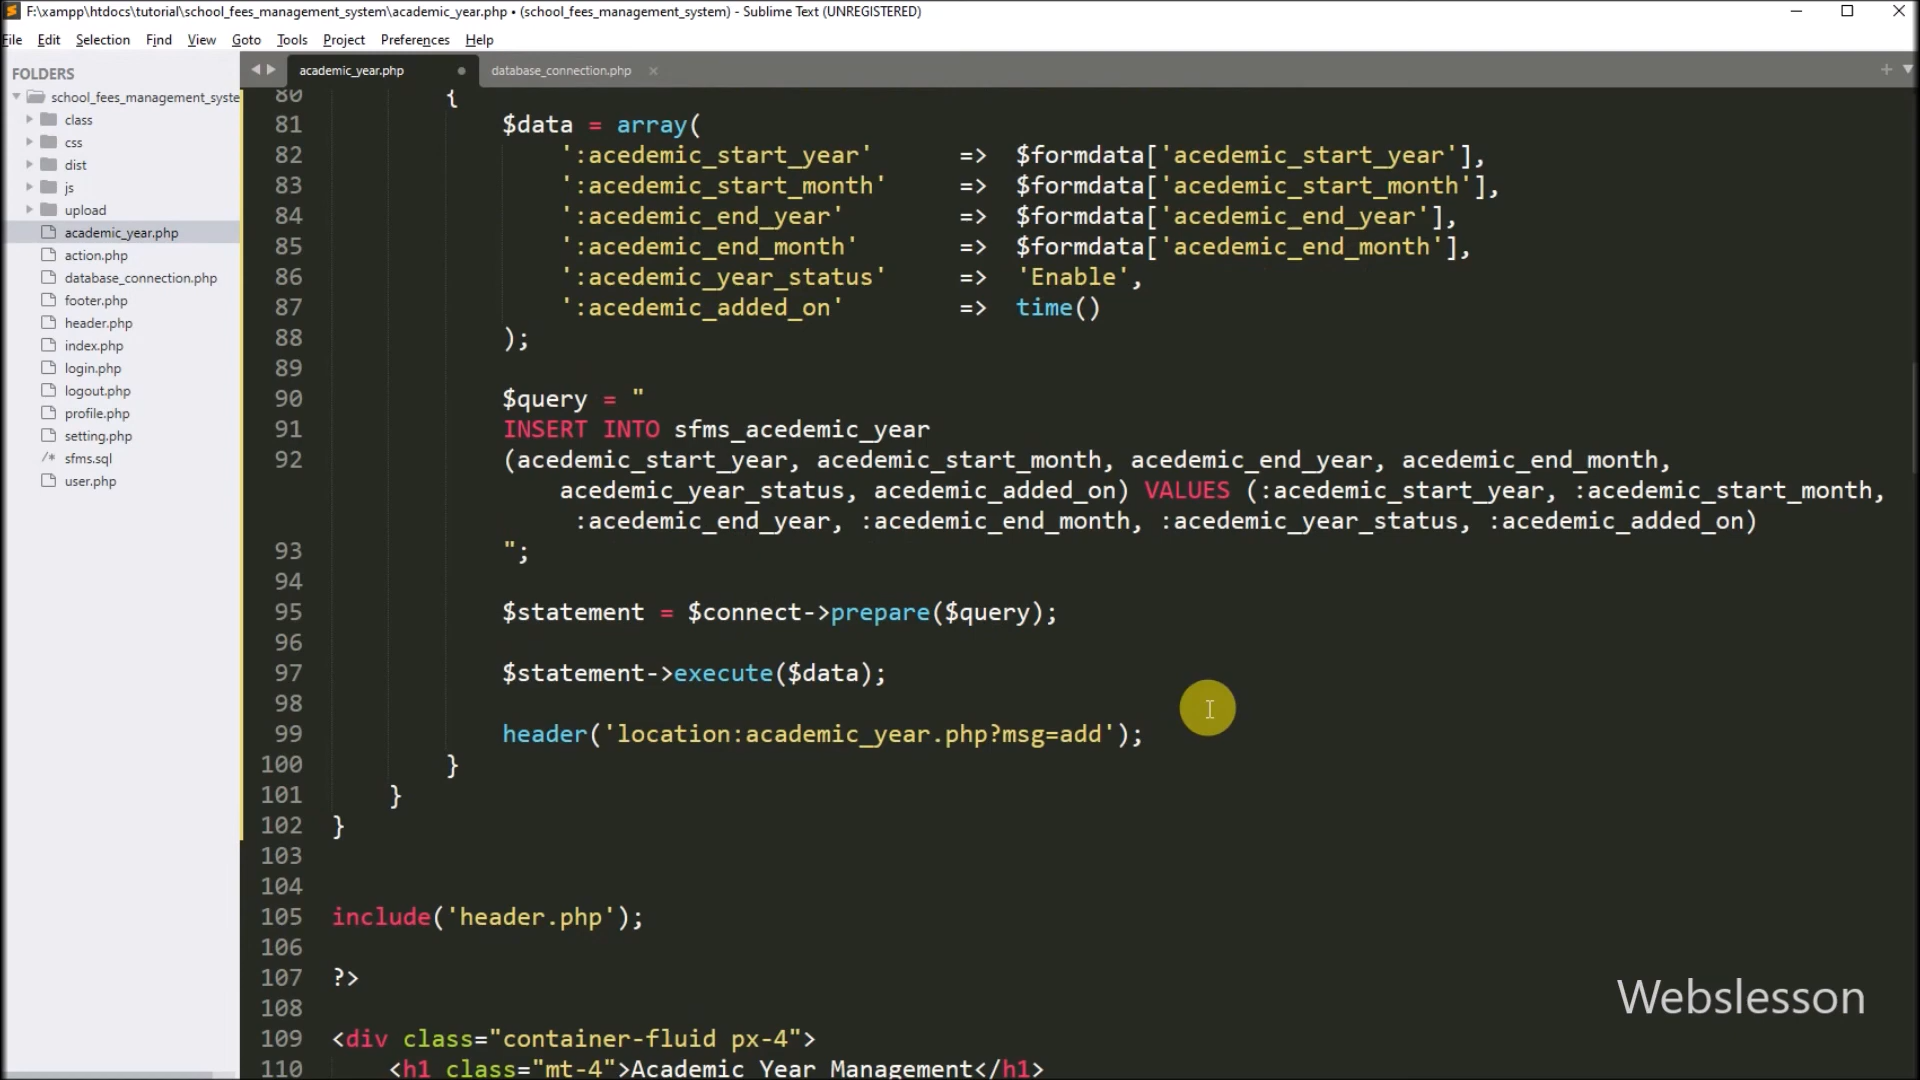 F:\xampp\htdocs\tutorial\school_fees_management_system\academic_year.php • (school_fees_management_system) - Sublime Text (UNREGISTERED)
File Edit Selection Find View Goto Tools Project Preferences Help
FOLDERS
school_fees_management_syste
class
css
dist
js
upload
academic_year.php
action.php
database_connection.php
footer.php
header.php
index.php
login.php
logout.php
profile.php
setting.php
/* sfms.sql
user.php
academic_year.php database_connection.php
80 {
81 $data = array(
82 ':acedemic_start_year' => $formdata['acedemic_start_year'],
83 ':acedemic_start_month' => $formdata['acedemic_start_month'],
84 ':acedemic_end_year' => $formdata['acedemic_end_year'],
85 ':acedemic_end_month' => $formdata['acedemic_end_month'],
86 ':acedemic_year_status' => 'Enable',
87 ':acedemic_added_on' => time()
88 );
89
90 $query = "
91 INSERT INTO sfms_acedemic_year
92 (acedemic_start_year, acedemic_start_month, acedemic_end_year, acedemic_end_month,
acedemic_year_status, acedemic_added_on) VALUES (:acedemic_start_year, :acedemic_start_month,
:acedemic_end_year, :acedemic_end_month, :acedemic_year_status, :acedemic_added_on)
93 ";
94
95 $statement = $connect->prepare($query);
96
97 $statement->execute($data);
98
99 header('location:academic_year.php?msg=add');
100 }
101 }
102 }
103
104
105 include('header.php');
106
107 ?>
108
109 <div class="container-fluid px-4">
110 <h1 class="mt-4">Academic Year Management</h1>
Webslesson